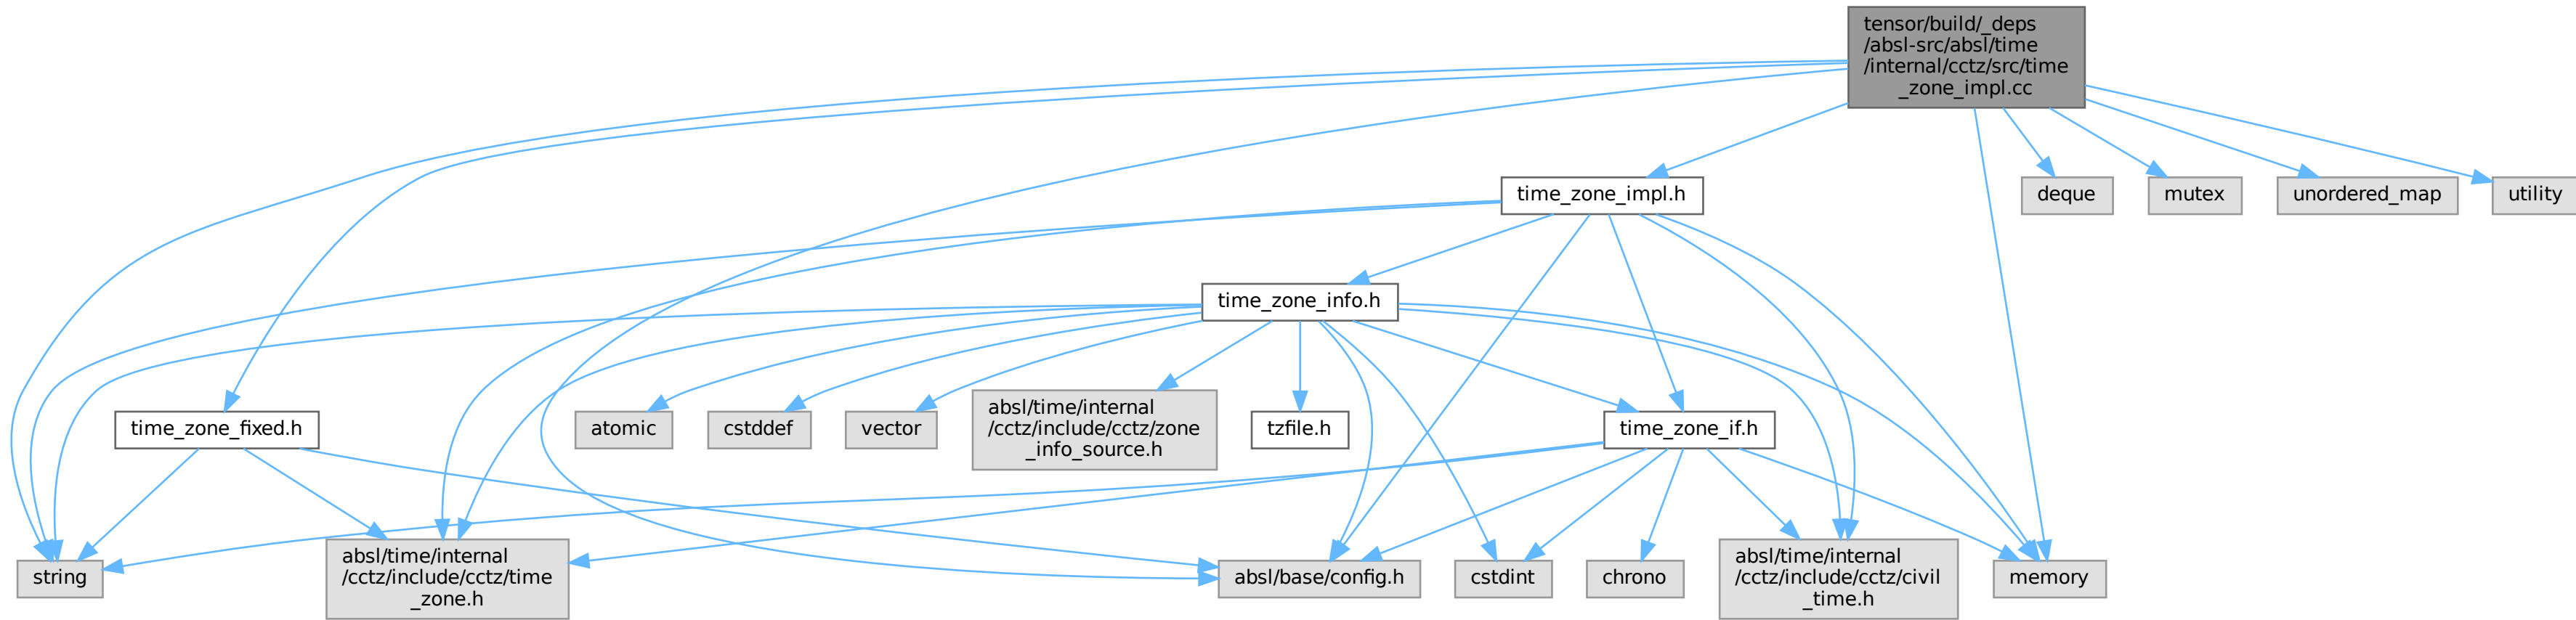 tensor/build/_deps
/absl-src/absl/time
/internal/cctz/src/time
_zone_impl.cc
time_zone_impl.h
deque
mutex
unordered_map
utility
time_zone_info.h
time_zone_fixed.h
atomic
cstddef
vector
absl/time/internal
/cctz/include/cctz/zone
_info_source.h
tzfile.h
time_zone_if.h
string
absl/time/internal
/cctz/include/cctz/time
_zone.h
absl/base/config.h
cstdint
chrono
absl/time/internal
/cctz/include/cctz/civil
_time.h
memory